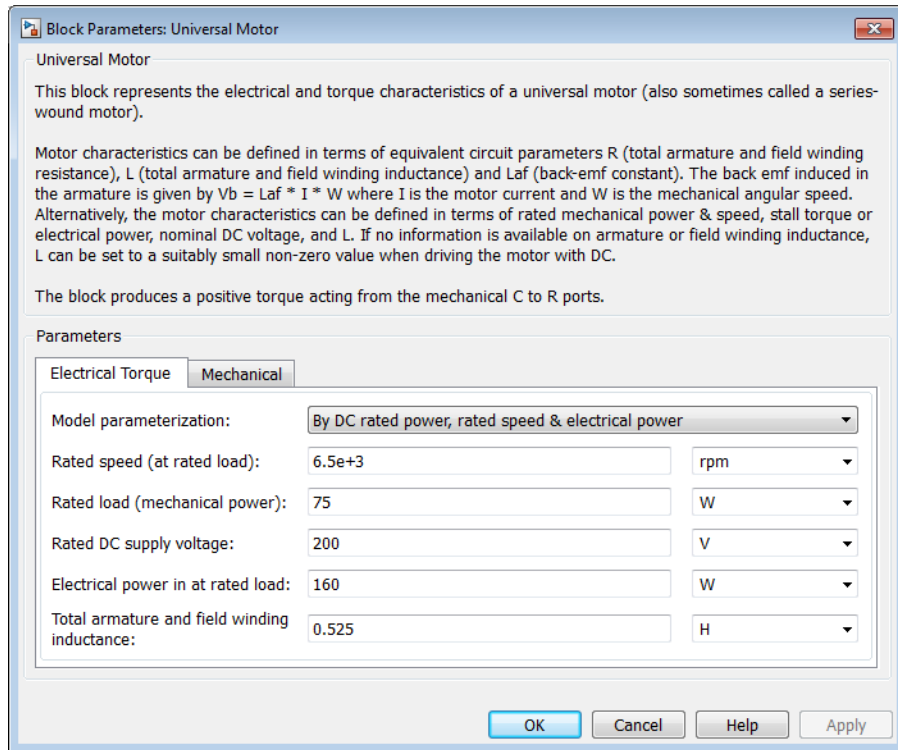 Block Parameters: Universal Motor
Universal Motor
This block represents the electrical and torque characteristics of a universal motor (also sometimes called a series-
wound motor).
Motor characteristics can be defined in terms of equivalent circuit parameters R (total armature and field winding
resistance), L (total armature and field winding inductance) and Laf (back-emf constant). The back emf induced in
the armature is given by Vb = Laf * I * W where I is the motor current and W is the mechanical angular speed.
Alternatively, the motor characteristics can be defined in terms of rated mechanical power & speed, stall torque or
electrical power, nominal DC voltage, and L. If no information is available on armature or field winding inductance,
L can be set to a suitably small non-zero value when driving the motor with DC.
The block produces a positive torque acting from the mechanical C to R ports.
Parameters
Electrical Torque Mechanical
Model parameterization: By DC rated power, rated speed & electrical power
Rated speed (at rated load): 6.5e+3 rpm
Rated load (mechanical power): 75 W
Rated DC supply voltage: 200 V
Electrical power in at rated load: 160 W
Total armature and field winding
inductance: 0.525 H
OK Cancel Help Apply